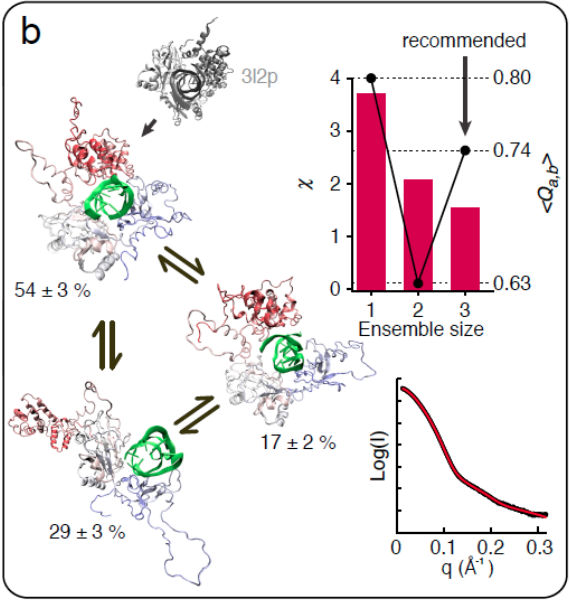 b
3l2p
54 ± 3 %
17 ± 2 %
29 ± 3 %
recommended
4
3
2
1
0
χ
0.80
0.74
0.63
<Qa,b>
1 2 3
Ensemble size
Log(I)
0 0.1 0.2 0.3
q (Å⁻¹)